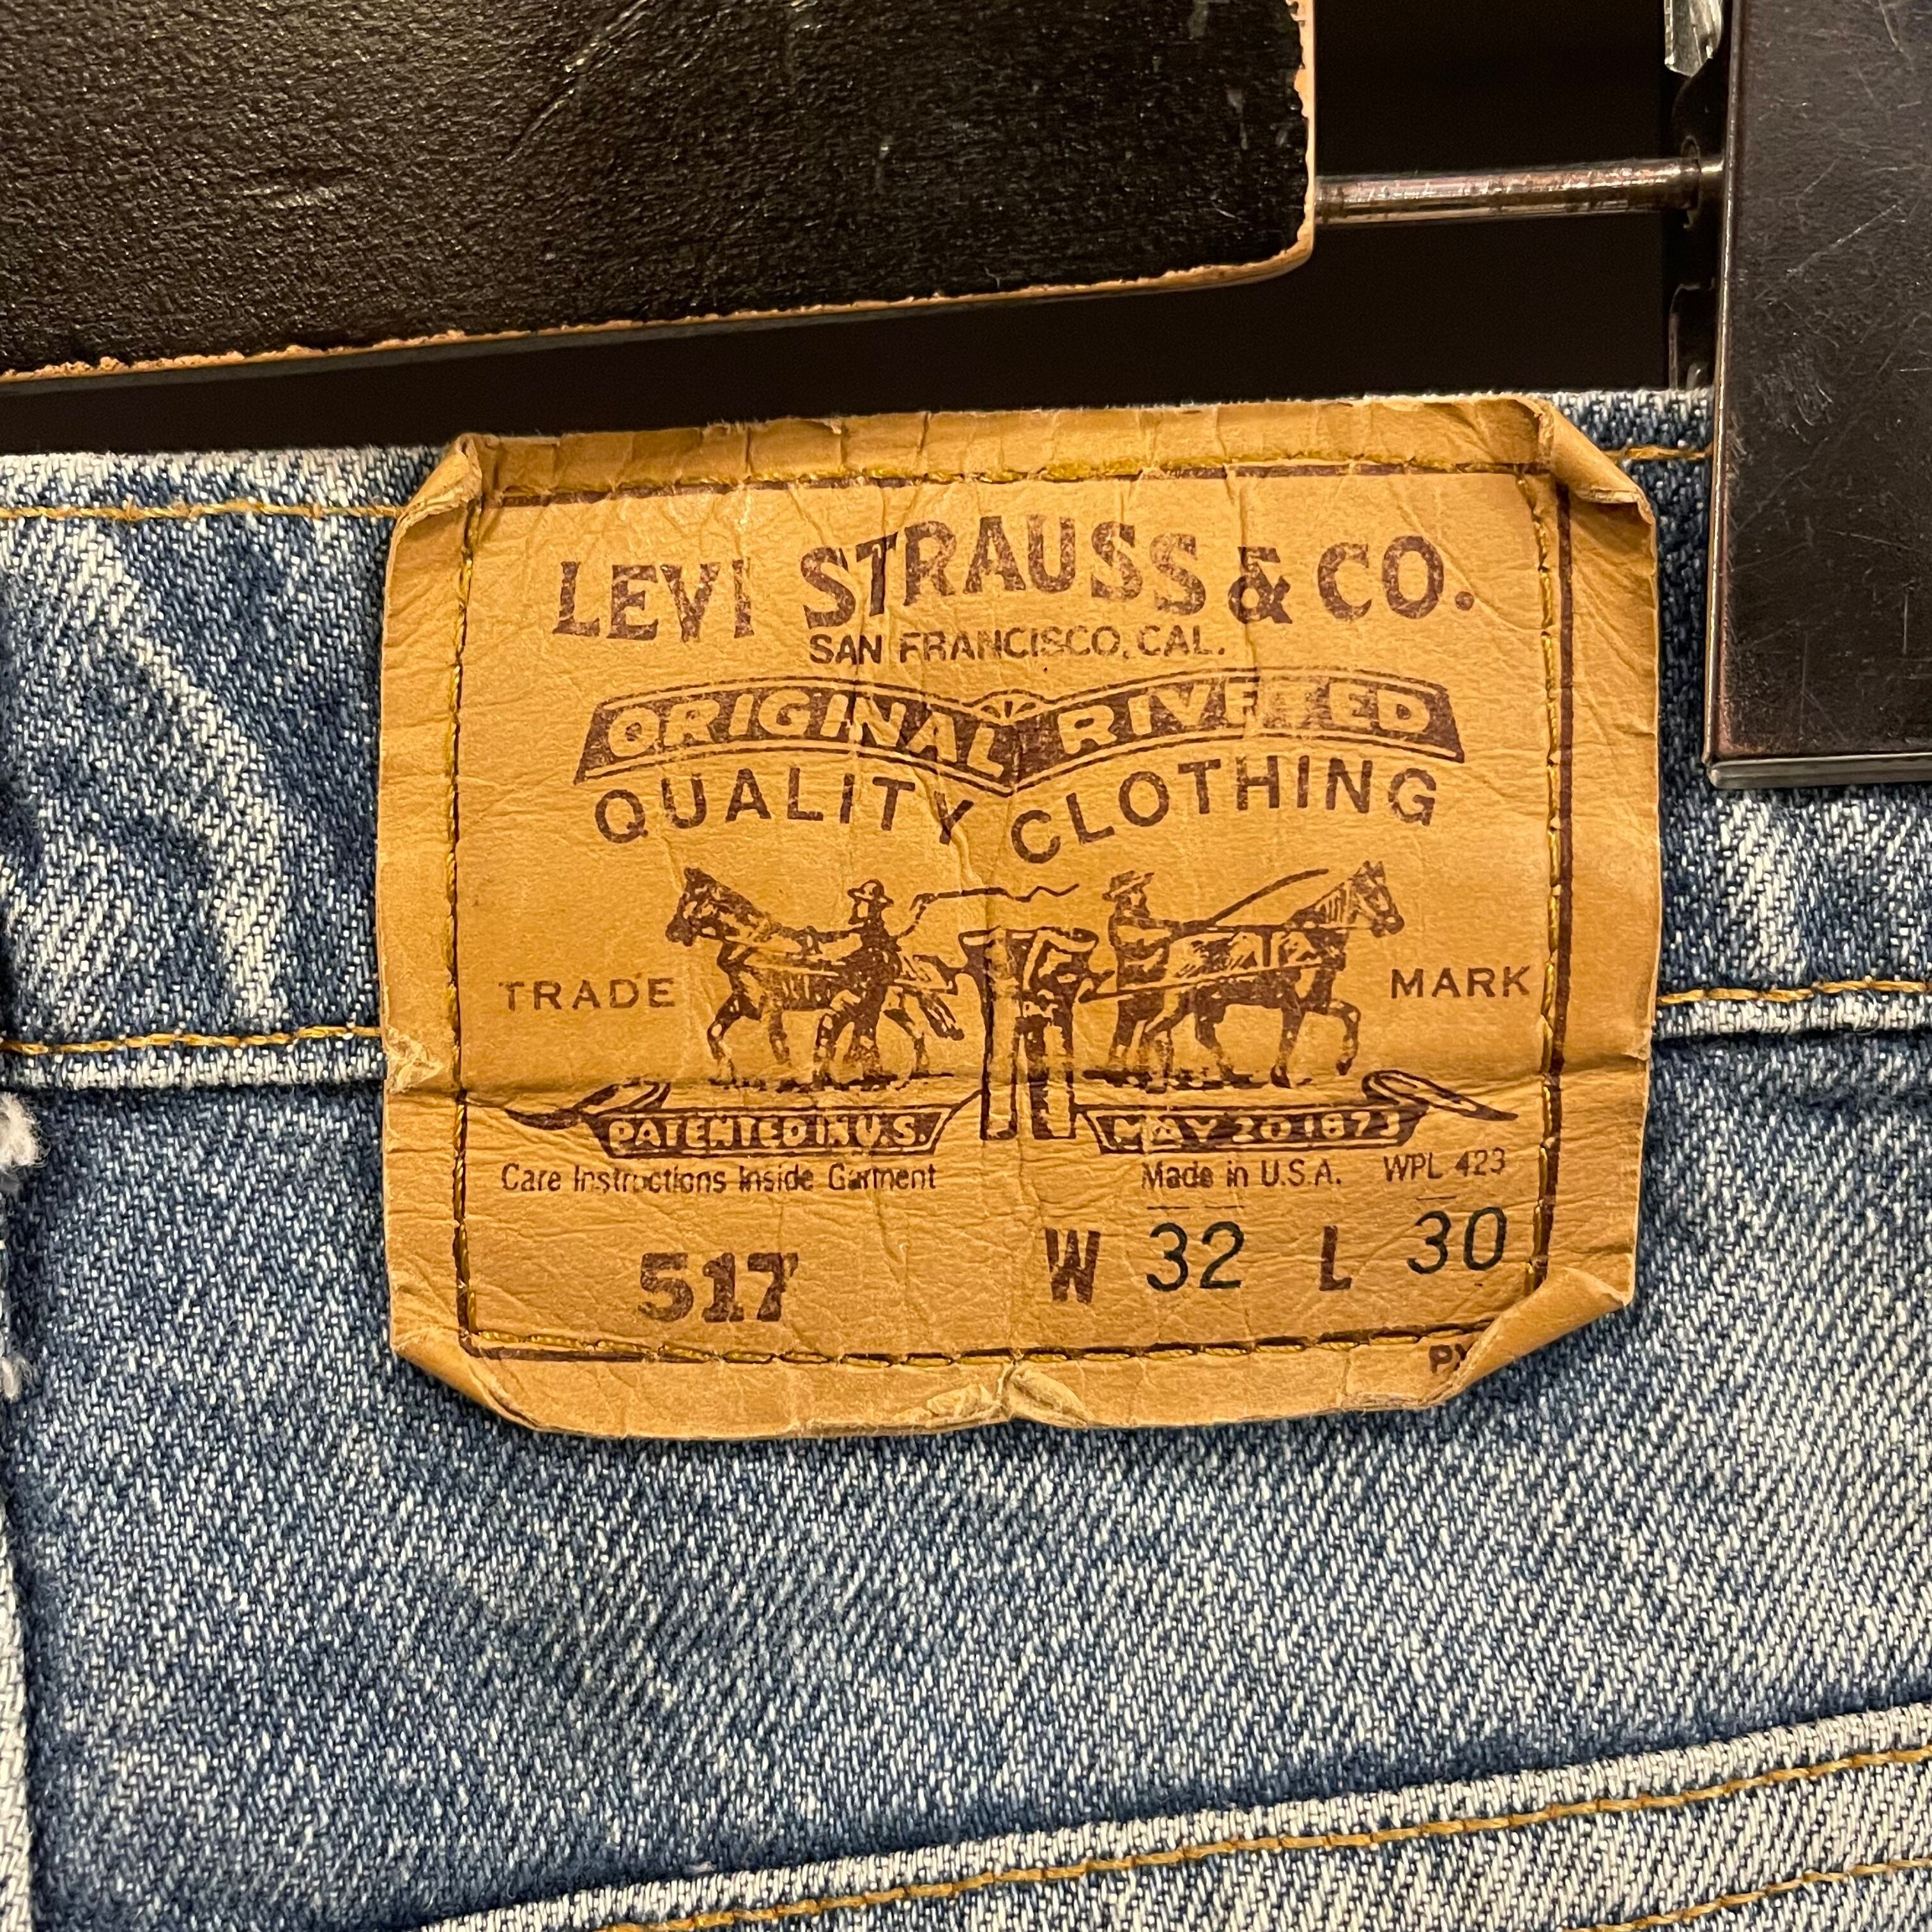 LEVI STRAUSS & CO.
SAN FRANCISCO, CAL.
ORIGINAL RIVETED
QUALITY CLOTHING
TRADE MARK
PATENTED IN U.S. MAY 20 1873
Care Instructions Inside Garment Made in U.S.A. WPL 423
517 W 32 L 30